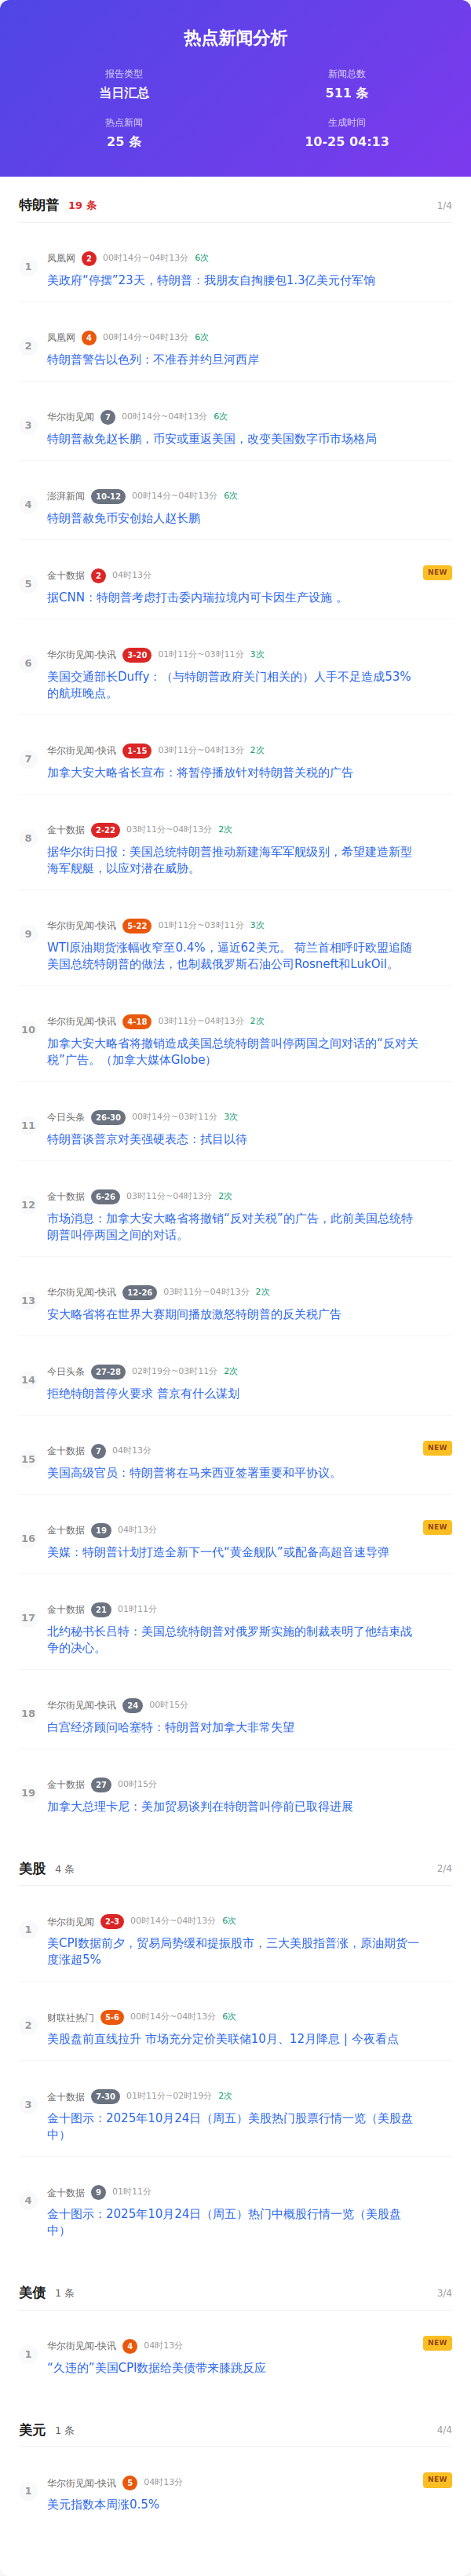 热点新闻分析
报告类型
当日汇总
新闻总数
511 条
热点新闻
25 条
生成时间
10-25 04:13
特朗普 19 条 1/4
1
凤凰网 2 00时14分~04时13分 6次
美政府“停摆”23天，特朗普：我朋友自掏腰包1.3亿美元付军饷
2
凤凰网 4 00时14分~04时13分 6次
特朗普警告以色列：不准吞并约旦河西岸
3
华尔街见闻 7 00时14分~04时13分 6次
特朗普赦免赵长鹏，币安或重返美国，改变美国数字币市场格局
4
澎湃新闻 10-12 00时14分~04时13分 6次
特朗普赦免币安创始人赵长鹏
5
金十数据 2 04时13分 NEW
据CNN：特朗普考虑打击委内瑞拉境内可卡因生产设施 。
6
华尔街见闻-快讯 3-20 01时11分~03时11分 3次
美国交通部长Duffy：（与特朗普政府关门相关的）人手不足造成53%
的航班晚点。
7
华尔街见闻-快讯 1-15 03时11分~04时13分 2次
加拿大安大略省长宣布：将暂停播放针对特朗普关税的广告
8
金十数据 2-22 03时11分~04时13分 2次
据华尔街日报：美国总统特朗普推动新建海军军舰级别，希望建造新型
海军舰艇，以应对潜在威胁。
9
华尔街见闻-快讯 5-22 01时11分~03时11分 3次
WTI原油期货涨幅收窄至0.4%，逼近62美元。 荷兰首相呼吁欧盟追随
美国总统特朗普的做法，也制裁俄罗斯石油公司Rosneft和LukOil。
10
华尔街见闻-快讯 4-18 03时11分~04时13分 2次
加拿大安大略省将撤销造成美国总统特朗普叫停两国之间对话的“反对关
税”广告。（加拿大媒体Globe）
11
今日头条 26-30 00时14分~03时11分 3次
特朗普谈普京对美强硬表态：拭目以待
12
金十数据 6-26 03时11分~04时13分 2次
市场消息：加拿大安大略省将撤销“反对关税”的广告，此前美国总统特
朗普叫停两国之间的对话。
13
华尔街见闻-快讯 12-26 03时11分~04时13分 2次
安大略省将在世界大赛期间播放激怒特朗普的反关税广告
14
今日头条 27-28 02时19分~03时11分 2次
拒绝特朗普停火要求 普京有什么谋划
15
金十数据 7 04时13分 NEW
美国高级官员：特朗普将在马来西亚签署重要和平协议。
16
金十数据 19 04时13分 NEW
美媒：特朗普计划打造全新下一代“黄金舰队”或配备高超音速导弹
17
金十数据 21 01时11分
北约秘书长吕特：美国总统特朗普对俄罗斯实施的制裁表明了他结束战
争的决心。
18
华尔街见闻-快讯 24 00时15分
白宫经济顾问哈塞特：特朗普对加拿大非常失望
19
金十数据 27 00时15分
加拿大总理卡尼：美加贸易谈判在特朗普叫停前已取得进展
美股 4 条 2/4
1
华尔街见闻 2-3 00时14分~04时13分 6次
美CPI数据前夕，贸易局势缓和提振股市，三大美股指普涨，原油期货一
度涨超5%
2
财联社热门 5-6 00时14分~04时13分 6次
美股盘前直线拉升 市场充分定价美联储10月、12月降息 | 今夜看点
3
金十数据 7-30 01时11分~02时19分 2次
金十图示：2025年10月24日（周五）美股热门股票行情一览（美股盘
中）
4
金十数据 9 01时11分
金十图示：2025年10月24日（周五）热门中概股行情一览（美股盘
中）
美债 1 条 3/4
1
华尔街见闻-快讯 4 04时13分 NEW
“久违的”美国CPI数据给美债带来膝跳反应
美元 1 条 4/4
1
华尔街见闻-快讯 5 04时13分 NEW
美元指数本周涨0.5%